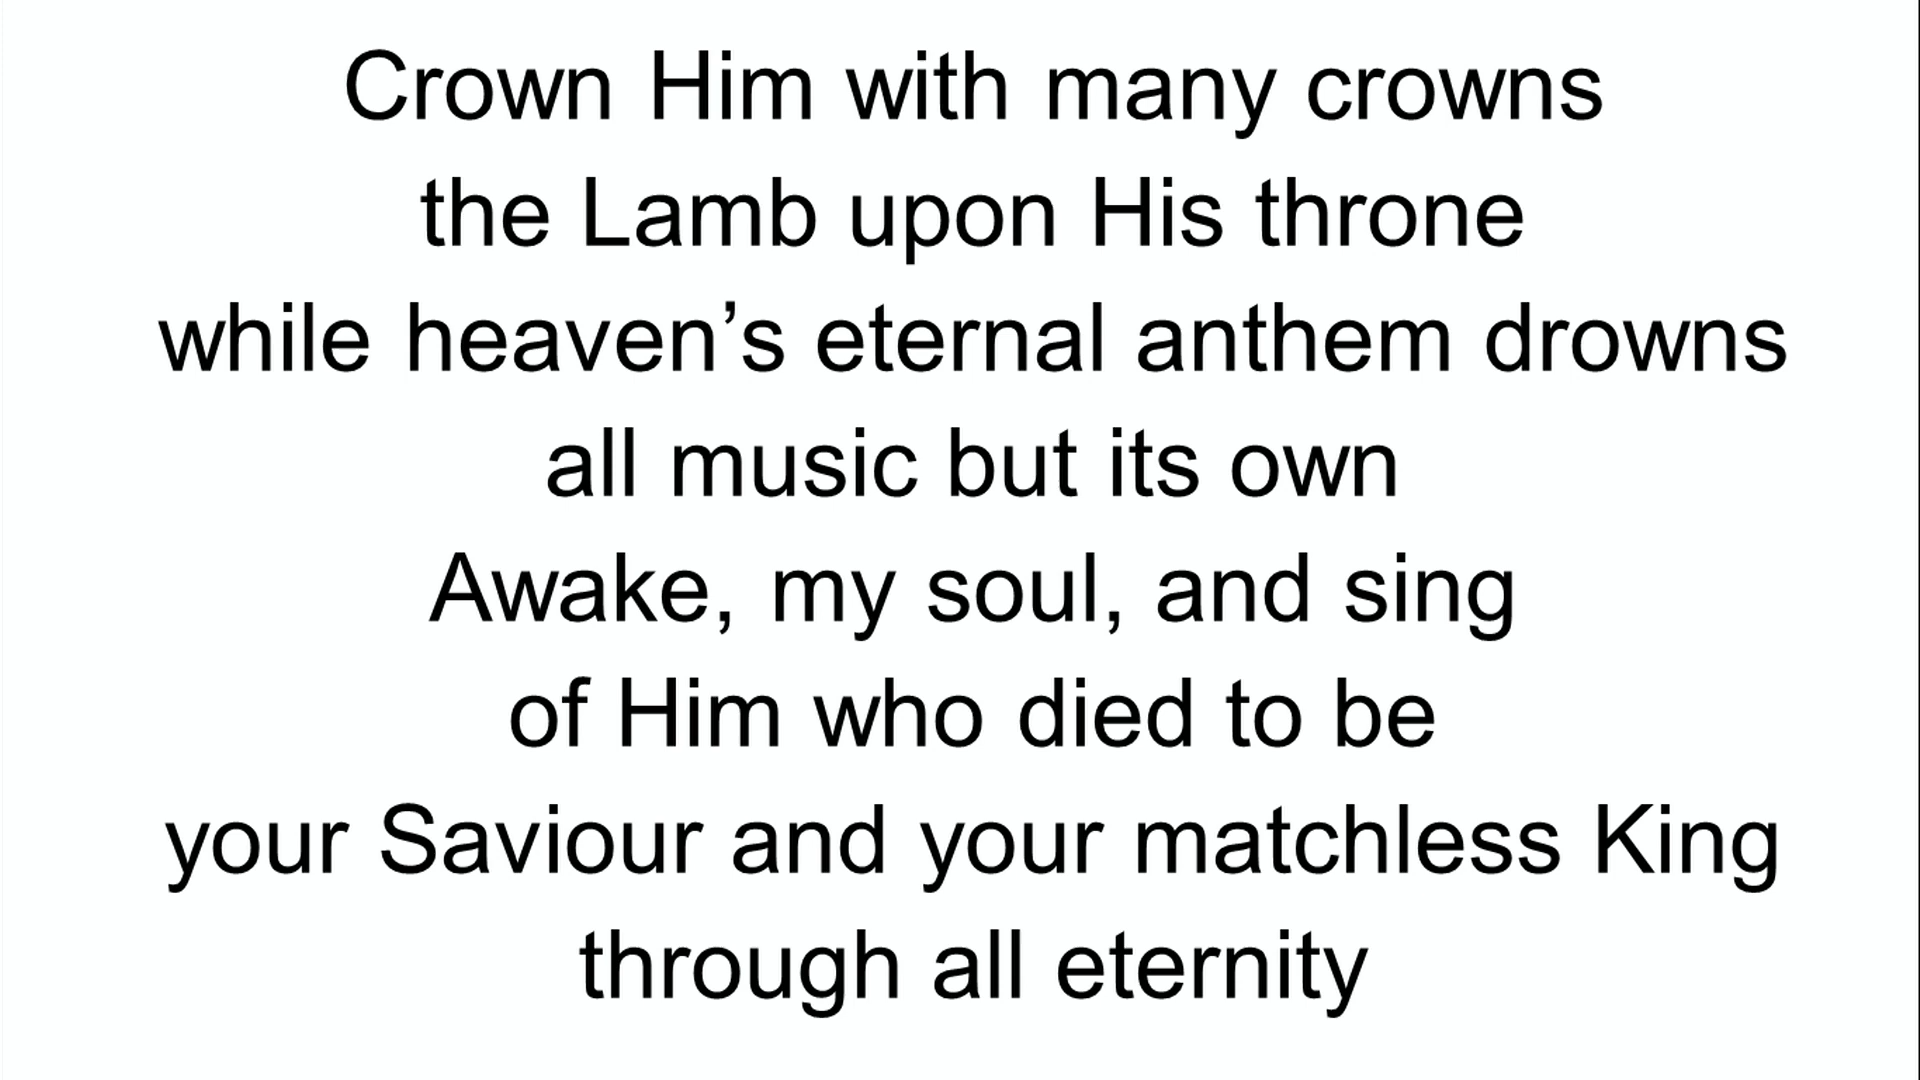 Crown Him with many crowns
the Lamb upon His throne
while heaven’s eternal anthem drowns
all music but its own
Awake, my soul, and sing
of Him who died to be
your Saviour and your matchless King
through all eternity